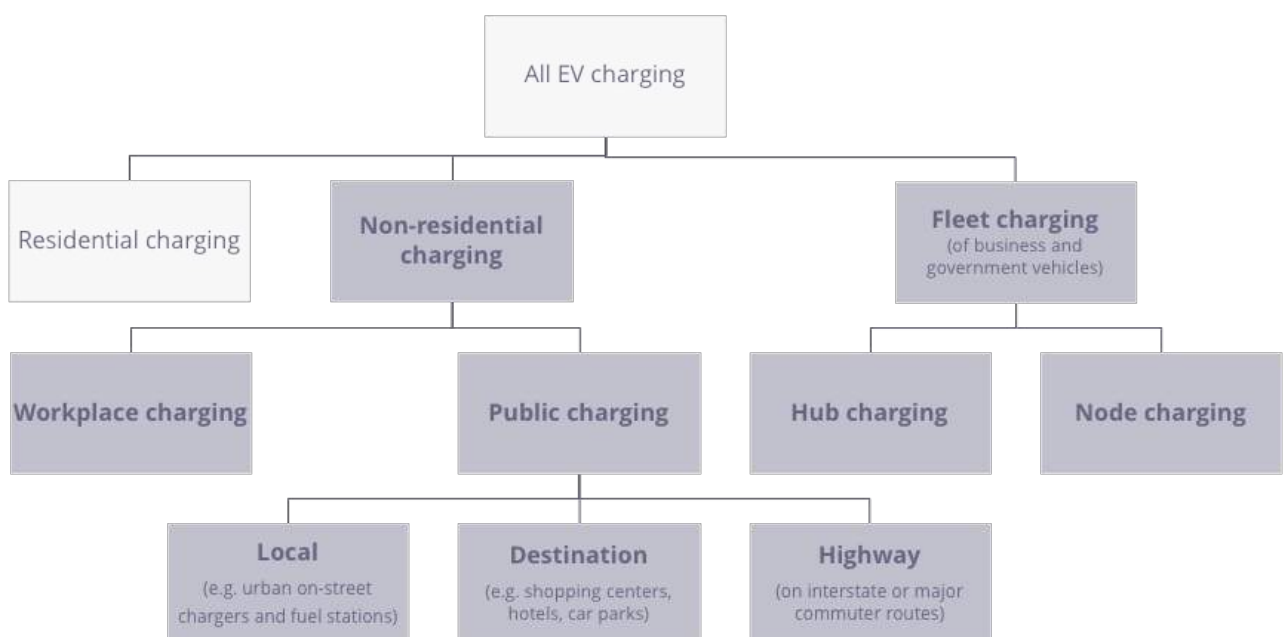 All EV charging
Residential charging
Non-residential
charging
Fleet charging
(of business and
government vehicles)
Workplace charging
Public charging
Hub charging
Node charging
Local
(e.g. urban on-street
chargers and fuel stations)
Destination
(e.g. shopping centers,
hotels, car parks)
Highway
(on interstate or major
commuter routes)